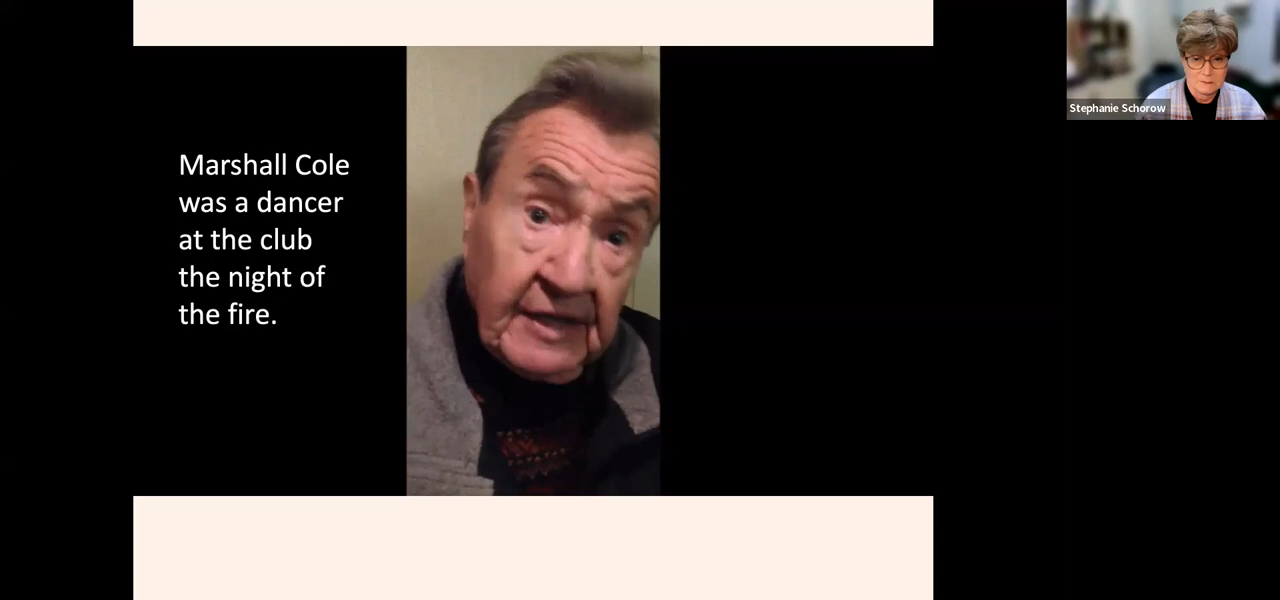 Marshall Cole
was a dancer
at the club
the night of
the fire.
Stephanie Schorow